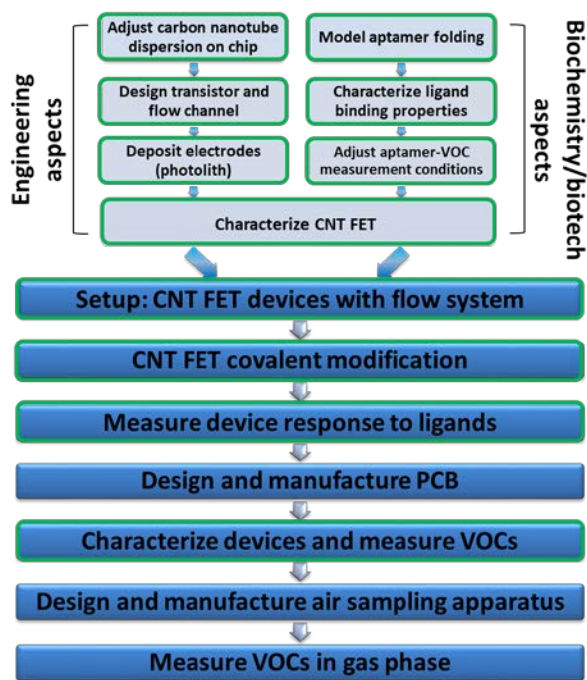 Engineering
aspects
Adjust carbon nanotube
dispersion on chip
Model aptamer folding
Design transistor and
flow channel
Characterize ligand
binding properties
Deposit electrodes
(photolith)
Adjust aptamer-VOC
measurement conditions
Biochemistry/biotech
aspects
Characterize CNT FET
Setup: CNT FET devices with flow system
CNT FET covalent modification
Measure device response to ligands
Design and manufacture PCB
Characterize devices and measure VOCs
Design and manufacture air sampling apparatus
Measure VOCs in gas phase